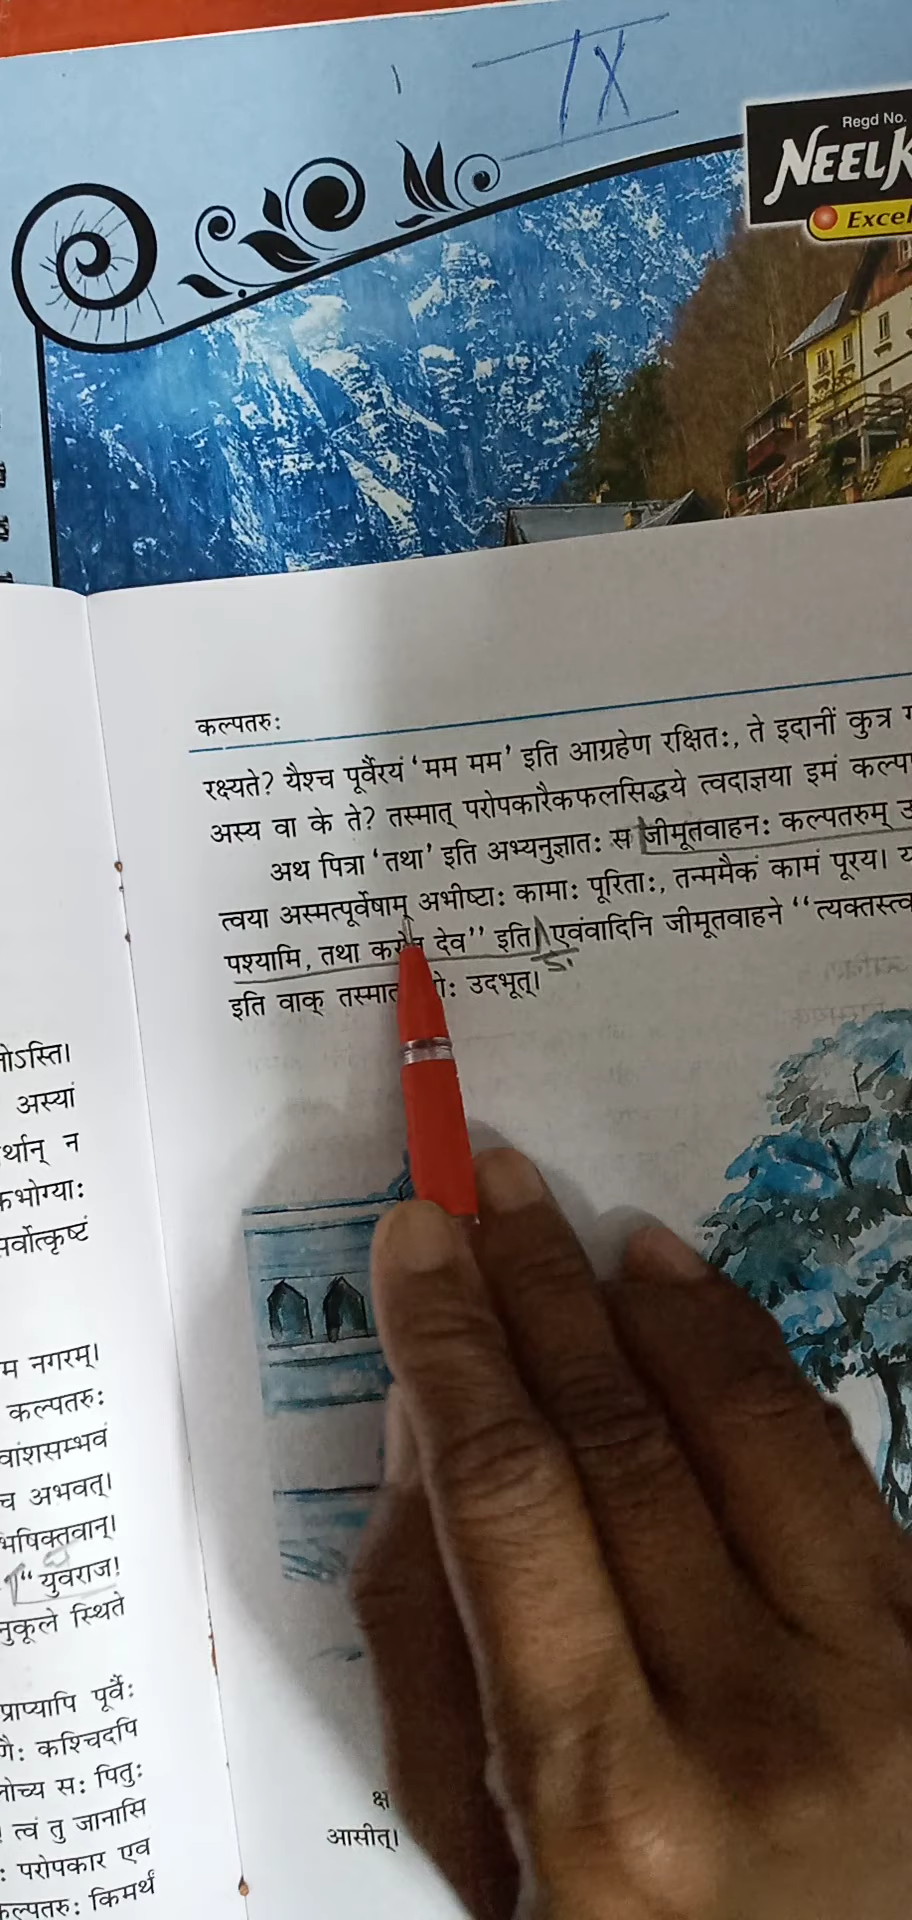 IX
Regd No.
NEELK
Excel
कल्पतरुः
रक्ष्यते? यैश्च पूर्वैरयं ‘मम मम’ इति आग्रहेण रक्षितः, ते इदानीं कुत्र
अस्य वा के ते? तस्मात् परोपकारैकफलसिद्धये त्वदाज्ञया इमं कल्प
अथ पित्रा ‘तथा’ इति अभ्यनुज्ञातः स जीमूतवाहनः कल्पतरुम् उ
त्वया अस्मत्पूर्वेषाम् अभीष्टाः कामाः पूरिताः, तन्ममैकं कामं पूरय। य
पश्यामि, तथा देव” इति। एवंवादिनि जीमूतवाहने “त्यक्तस्त्व
इति वाक् उदभूत्।
ोऽस्ति।
अस्यां
र्थान् न
भोग्याः
सर्वोत्कृष्टं
म नगरम्।
कल्पतरुः
वांशसम्भवं
च अभवत्।
भिषिक्तवान्।
“युवराज!
नुकूले स्थिते
प्राप्यापि पूर्वैः
कश्चिदपि
लोच्य सः पितुः
त्वं तु जानासि
परोपकार एव
कल्पतरुः किमर्थं
क्ष
आसीत्।